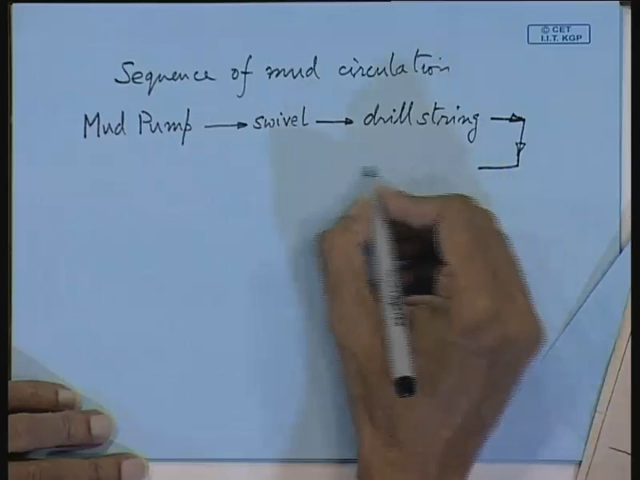 © CET
I.I.T. KGP
Sequence of mud circulation
Mud Pump → swivel → drill string →